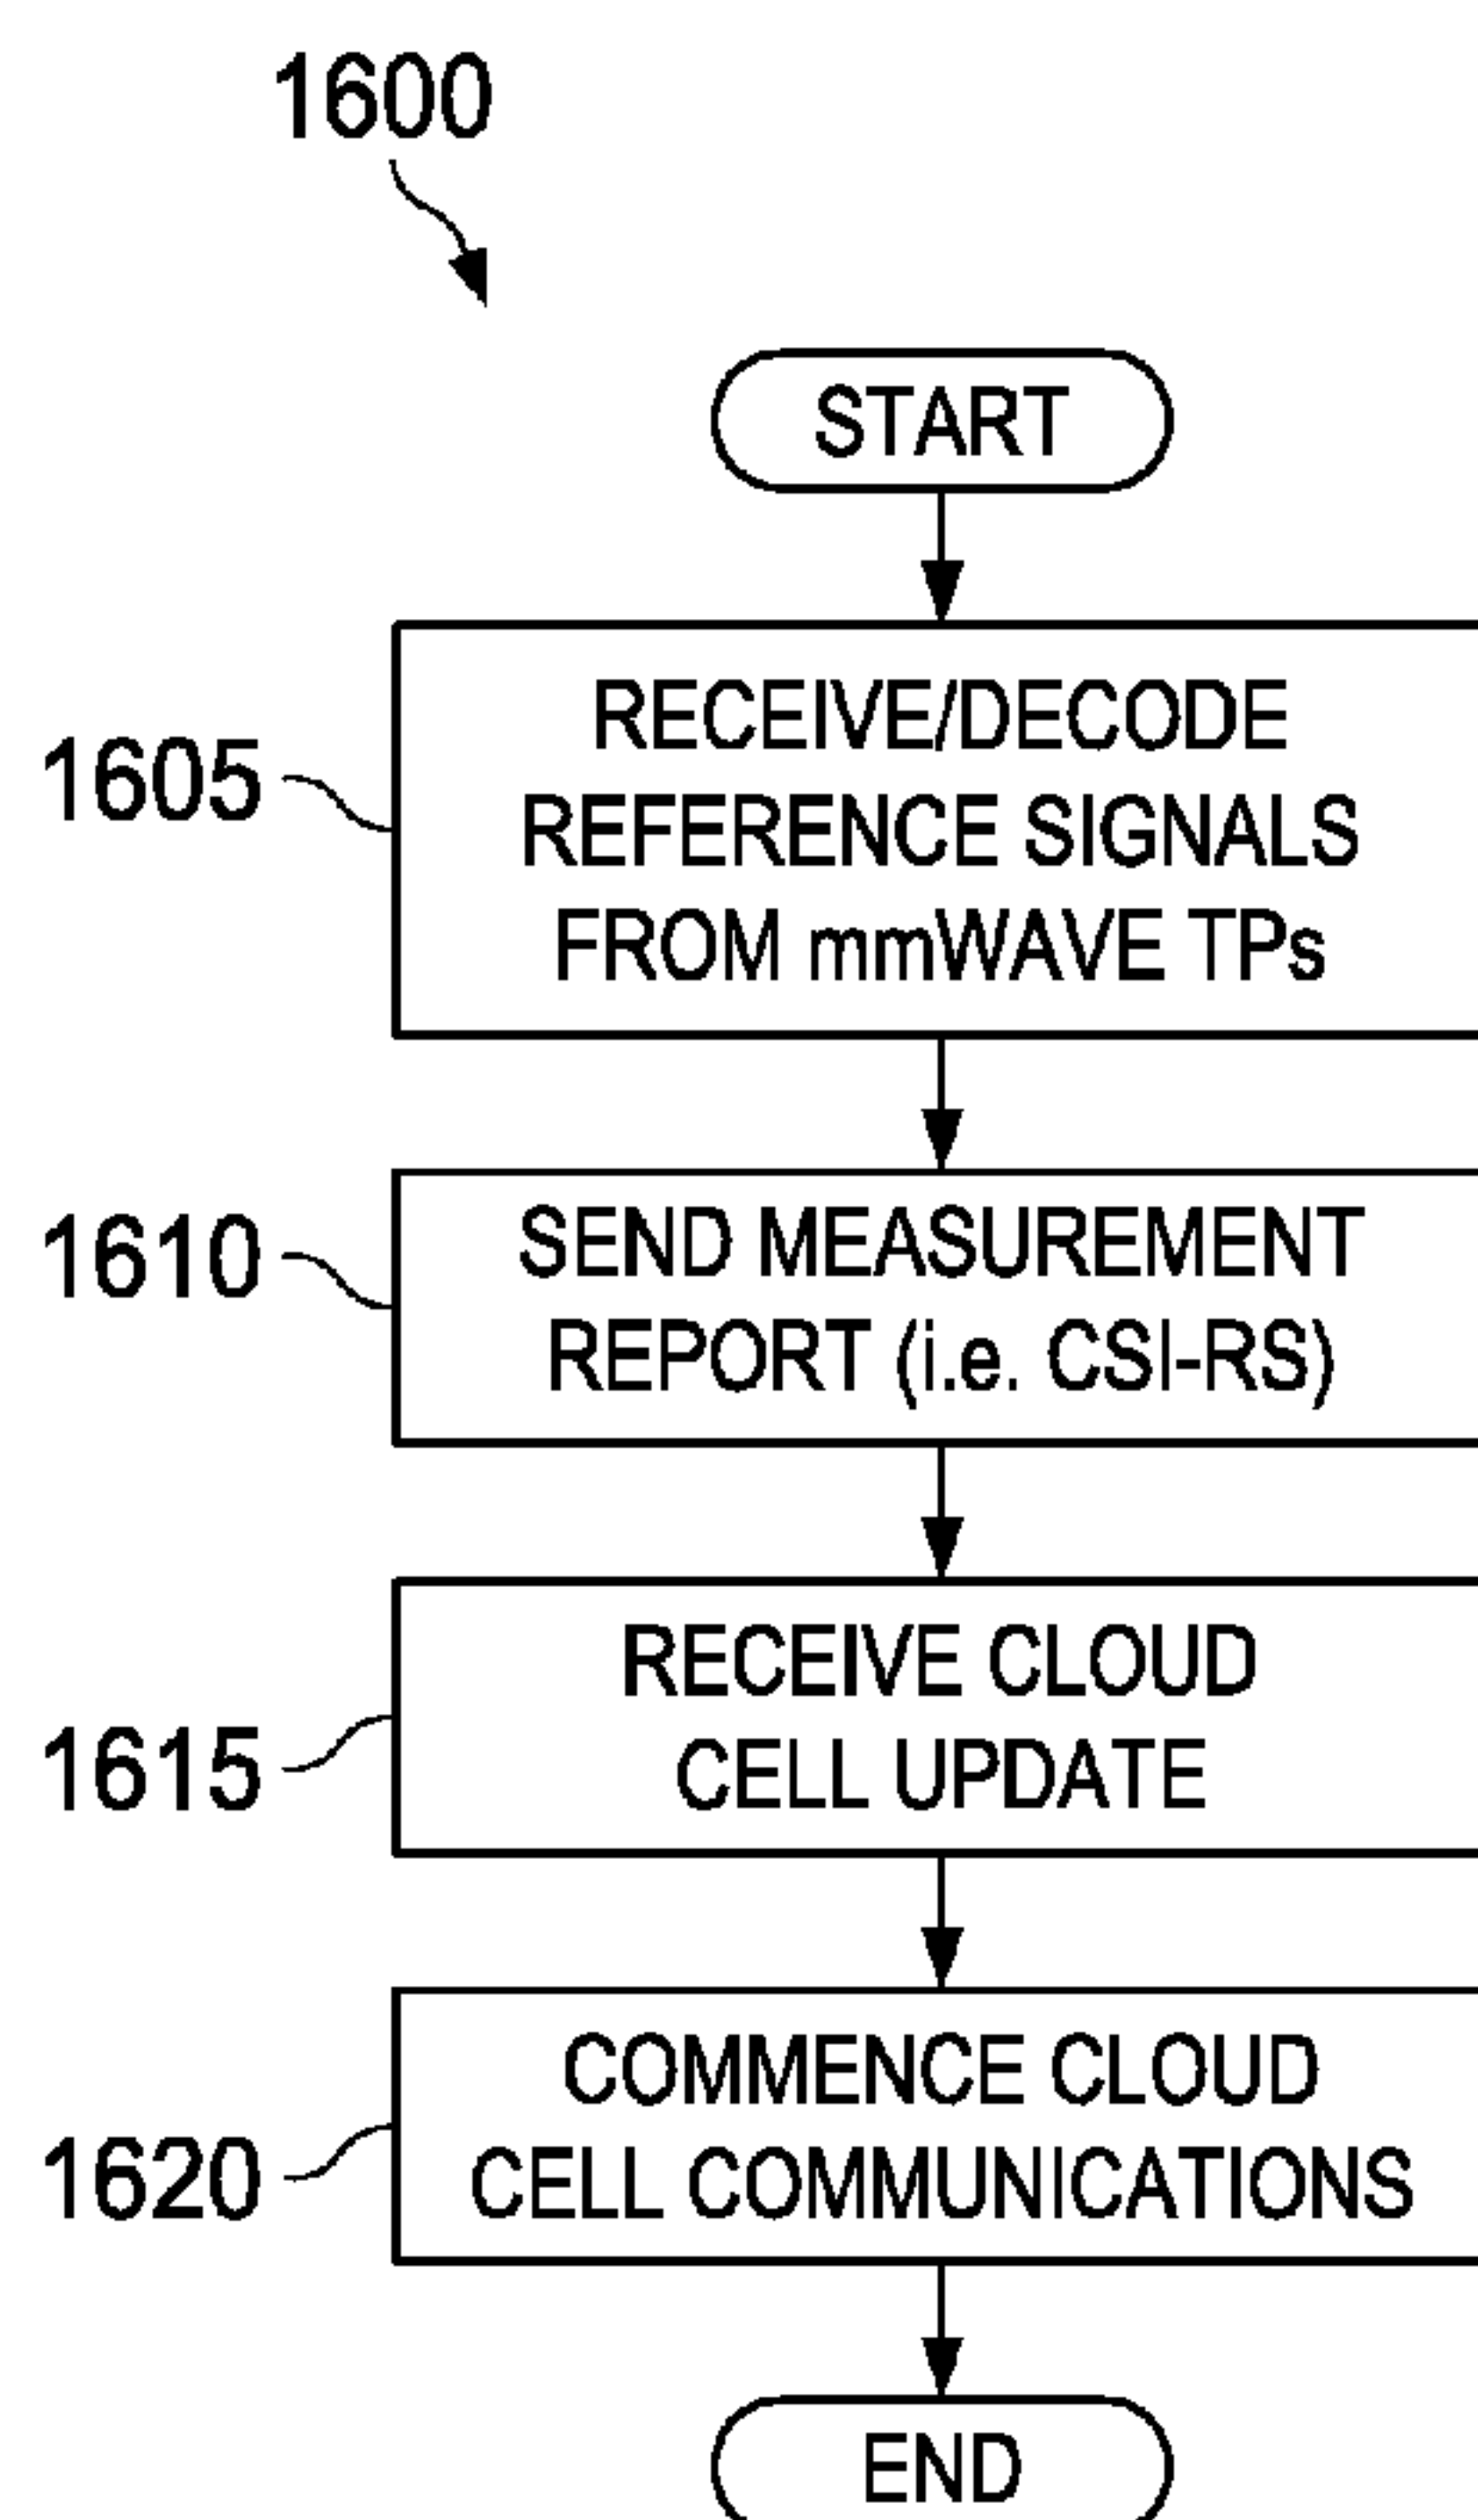 1600
START
1605
RECEIVE/DECODE
REFERENCE SIGNALS
FROM mmWAVE TPs
1610
SEND MEASUREMENT
REPORT (i.e. CSI-RS)
1615
RECEIVE CLOUD
CELL UPDATE
1620
COMMENCE CLOUD
CELL COMMUNICATIONS
END